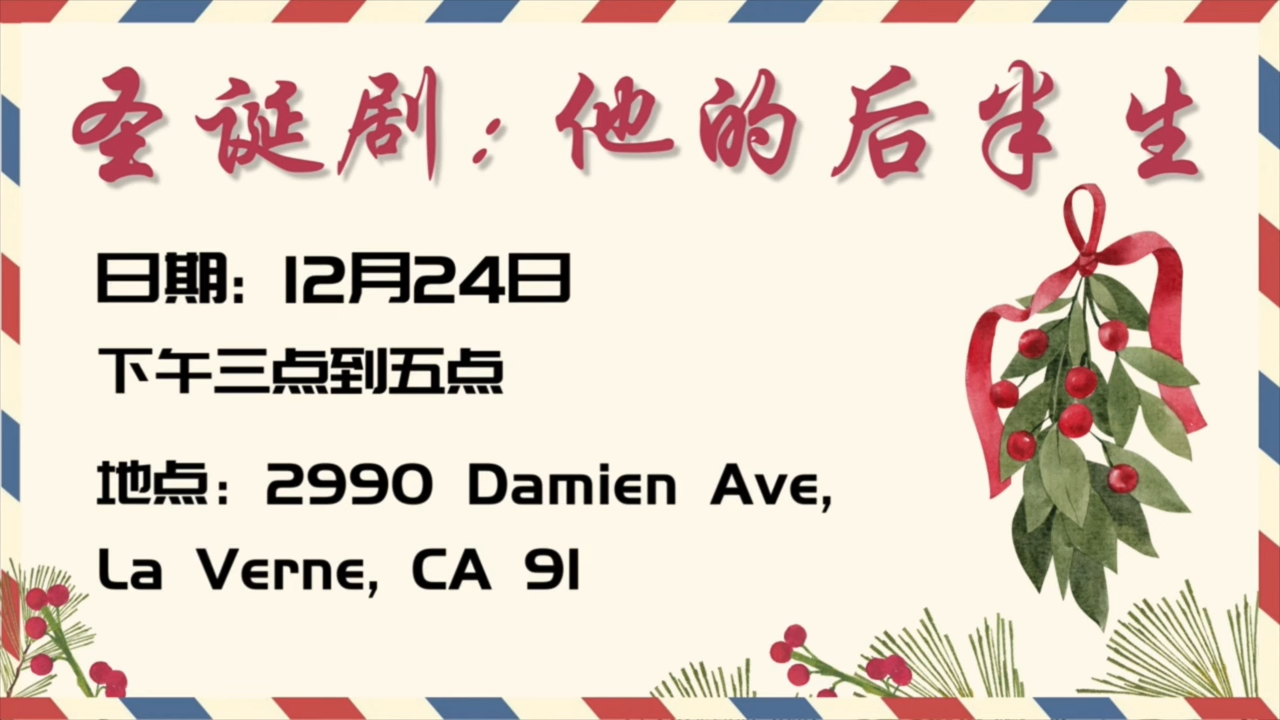 圣诞剧：他的后半生
日期：12月24日
下午三点到五点
地点：2990 Damien Ave,
La Verne, CA 91